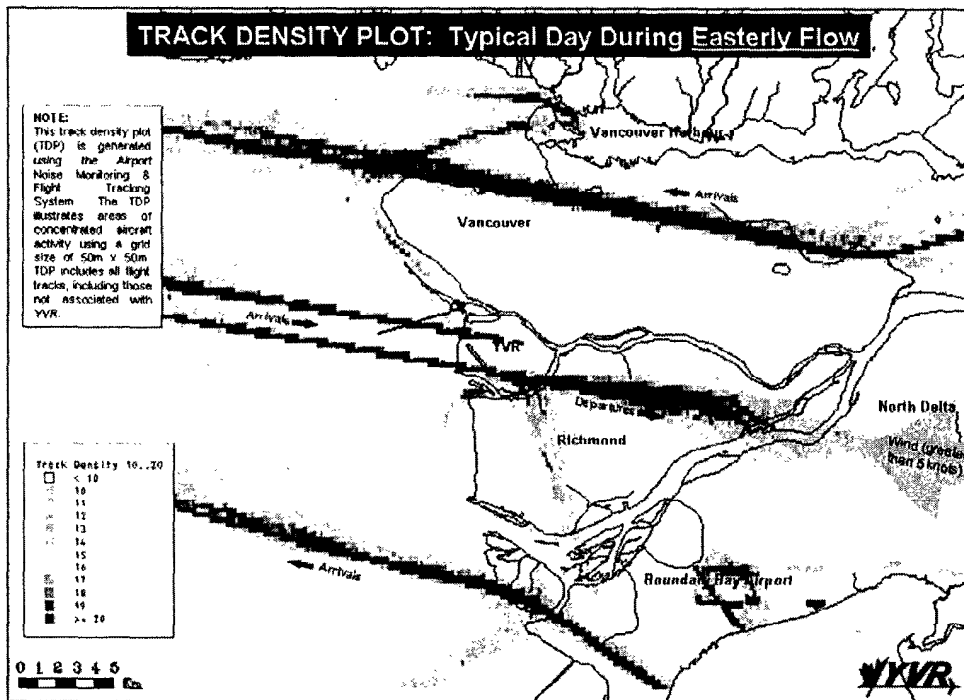 TRACK DENSITY PLOT: Typical Day During Easterly Flow
NOTE:
This track density plot
(TDP) is generated
using the Airport
Noise Monitoring &
Flight Tracking
System. The TDP
illustrates areas of
concentrated aircraft
activity using a grid
size of 50m x 50m.
TDP includes all flight
tracks, including those
not associated with
YVR.
Vancouver Harbour
Arrivals
Vancouver
Arrivals
YVR
Departures
Richmond
North Delta
Wind (greater
than 5 knots)
Arrivals
Boundary Bay Airport
Track Density 10..20
< 10
10
11
12
13
14
15
16
17
18
19
>= 20
0 1 2 3 4 5
Km
YVR